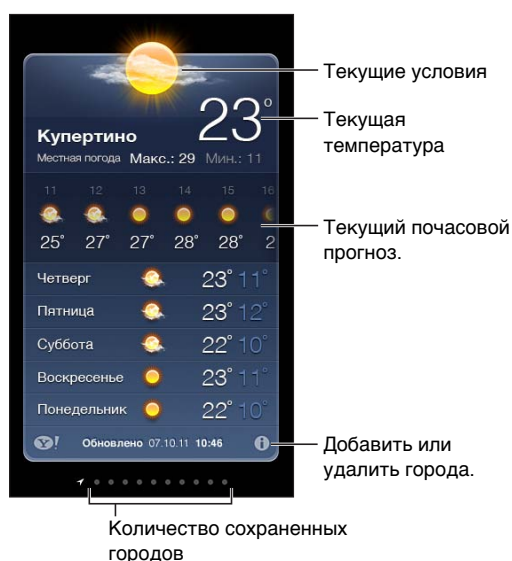 Текущие условия
23°
Текущая
температура
Купертино
Местная погода Макс.: 29 Мин.: 11
11 12 13 14 15 16
25° 27° 27° 28° 28° 2
Текущий почасовой
прогноз.
Четверг 23° 11°
Пятница 23° 12°
Суббота 22° 10°
Воскресенье 23° 11°
Понедельник 22° 10°
Y! Обновлено 07.10.11 10:46 i
Добавить или
удалить города.
Количество сохраненных
городов